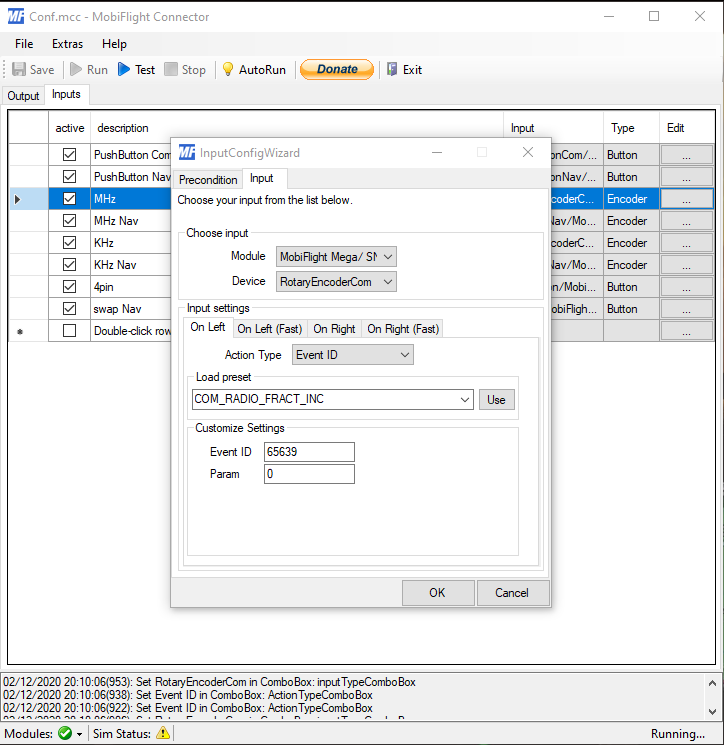 MF Conf.mcc - MobiFlight Connector
File Extras Help
Save Run Test Stop AutoRun Donate Exit
Output Inputs
active description Input Type Edit
PushButton Com onCom/... Button ...
PushButton Nav onNav/... Button ...
MHz coderC... Encoder ...
MHz Nav Nav/Mo... Encoder ...
KHz coderC... Encoder ...
KHz Nav Nav/Mo... Encoder ...
4pin on/Mobi... Button ...
swap Nav obiFligh... Button ...
* Double-click row ...
MF InputConfigWizard
Precondition Input
Choose your input from the list below.
Choose input
Module MobiFlight Mega/ SN
Device RotaryEncoderCom
Input settings
On Left On Left (Fast) On Right On Right (Fast)
Action Type Event ID
Load preset
COM_RADIO_FRACT_INC Use
Customize Settings
Event ID 65639
Param 0
OK Cancel
02/12/2020 20:10:06(953): Set RotaryEncoderCom in ComboBox: inputTypeComboBox
02/12/2020 20:10:06(938): Set Event ID in ComboBox: ActionTypeComboBox
02/12/2020 20:10:06(922): Set Event ID in ComboBox: ActionTypeComboBox
Modules: Sim Status: Running...